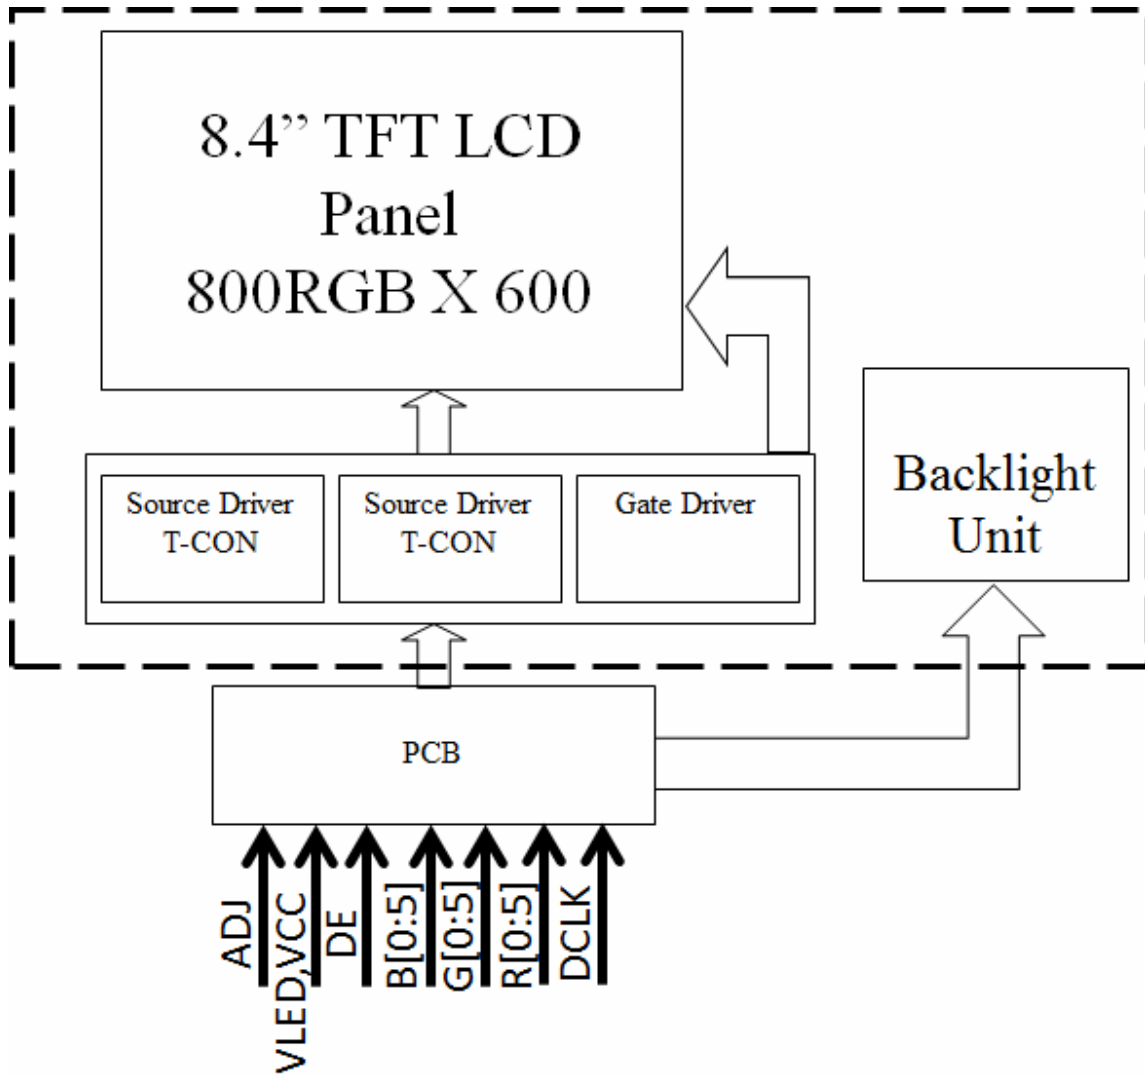 8.4” TFT LCD
Panel
800RGB X 600
Source Driver
T-CON
Source Driver
T-CON
Gate Driver
Backlight
Unit
PCB
ADJ
VLED,VCC
DE
B[0:5]
G[0:5]
R[0:5]
DCLK